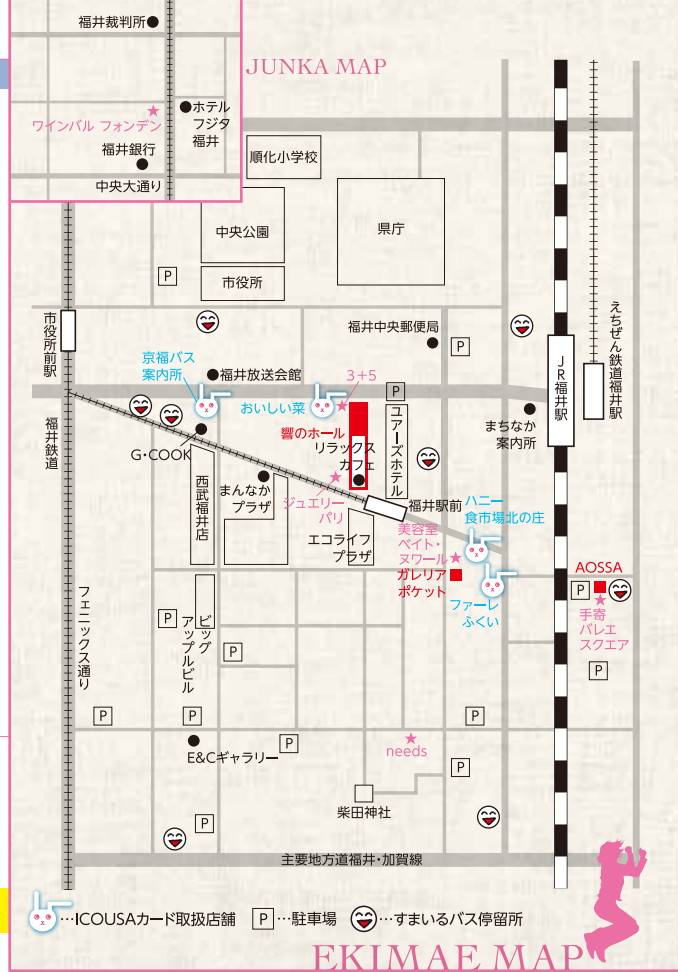 福井裁判所
JUNKA MAP
ワインバル フォンデン
ホテル
フジタ
福井
福井銀行
中央大通り
順化小学校
中央公園
県庁
市役所
P
市役所前駅
福井中央郵便局
P
えちぜん鉄道福井駅
JR福井駅
京福バス
案内所
福井放送会館
3+5
P
おいしい菜
響のホール
ユアーズホテル
まちなか
案内所
福井鉄道
G・COOK
リラックス
カフェ
西武福井店
まんなか
プラザ
ジュエリー
パリ
福井駅前
ハニー
食市場北の庄
エコライフ
プラザ
美容室
ベイト・
ヌワール
ガレリア
ポケット
AOSSA
P
ファーレ
ふくい
手寄
バレエ
スクエア
フェニックス通り
P
ビッグ
アップルビル
P
P
P
P
P
E&Cギャラリー
P
needs
P
柴田神社
P
主要地方道福井・加賀線
…ICOUSAカード取扱店舗
P…駐車場
…すまいるバス停留所
EKIMAE MAP